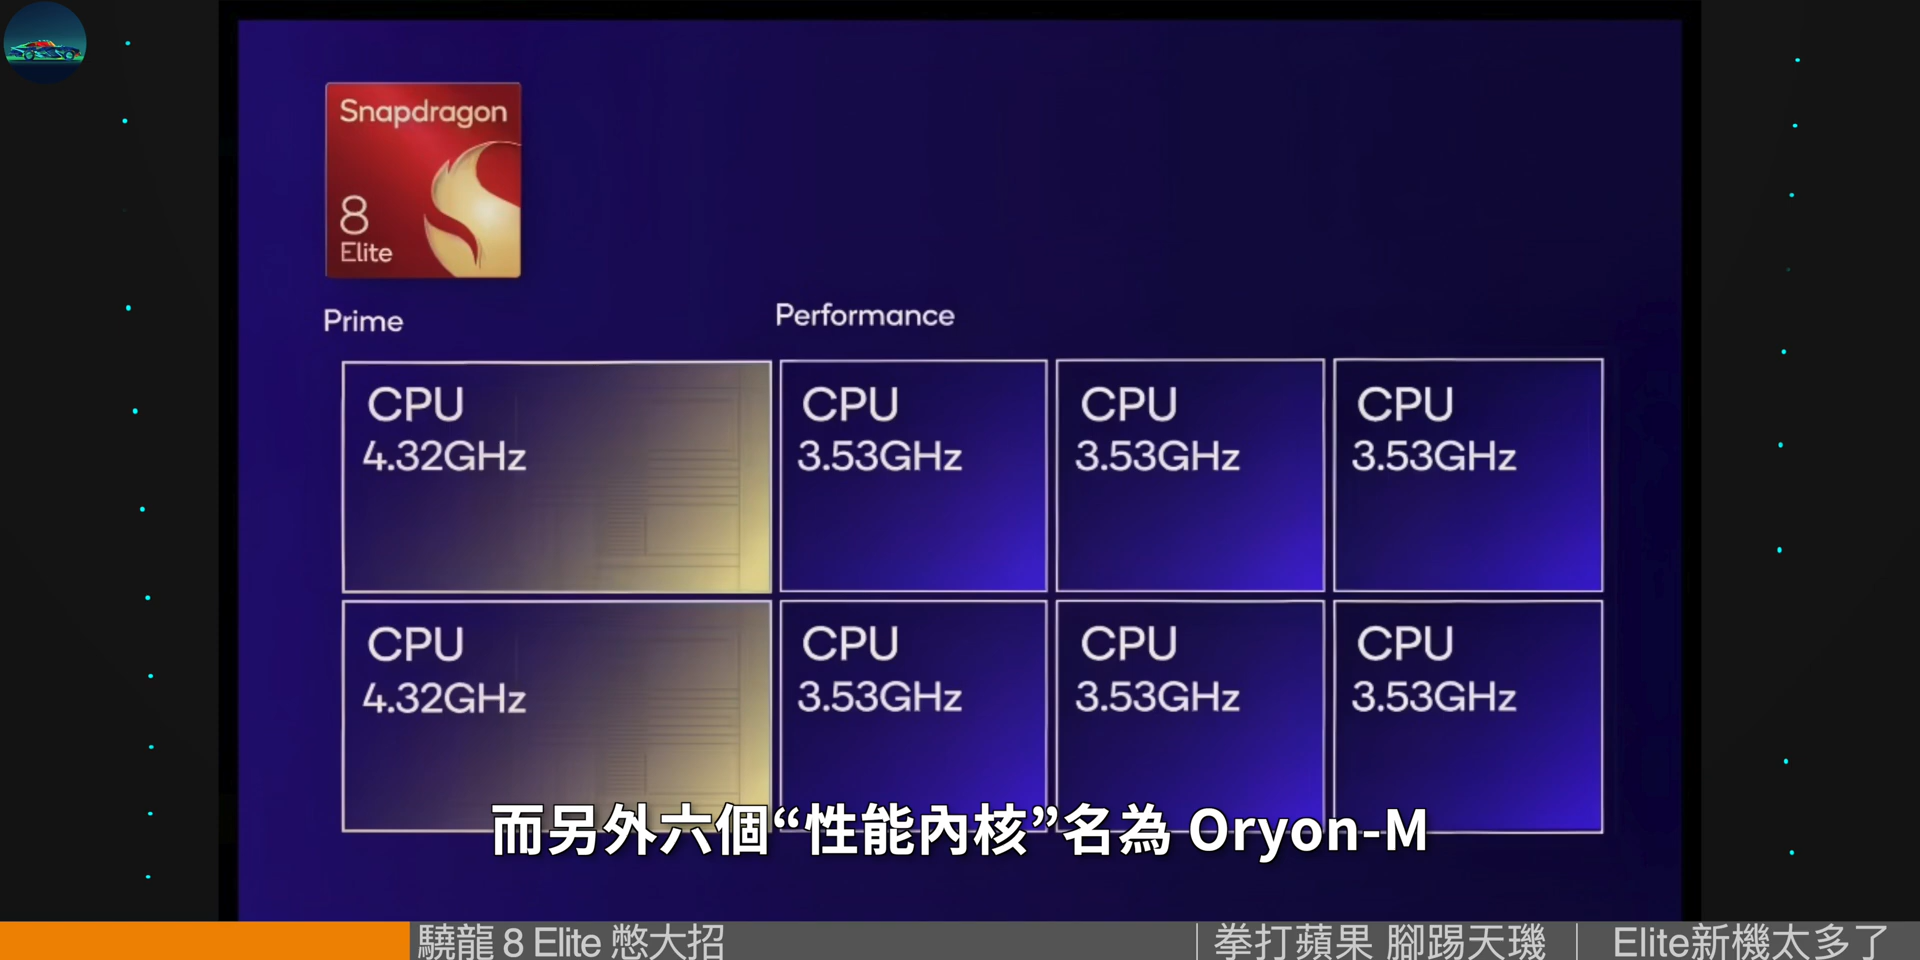 Snapdragon
8
Elite
Prime
Performance
CPU
4.32GHz
CPU
3.53GHz
CPU
3.53GHz
CPU
3.53GHz
CPU
4.32GHz
CPU
3.53GHz
CPU
3.53GHz
CPU
3.53GHz
而另外六個“性能內核”名為 Oryon-M
驍龍 8 Elite 憋大招
拳打蘋果 腳踢天璣
Elite新機太多了